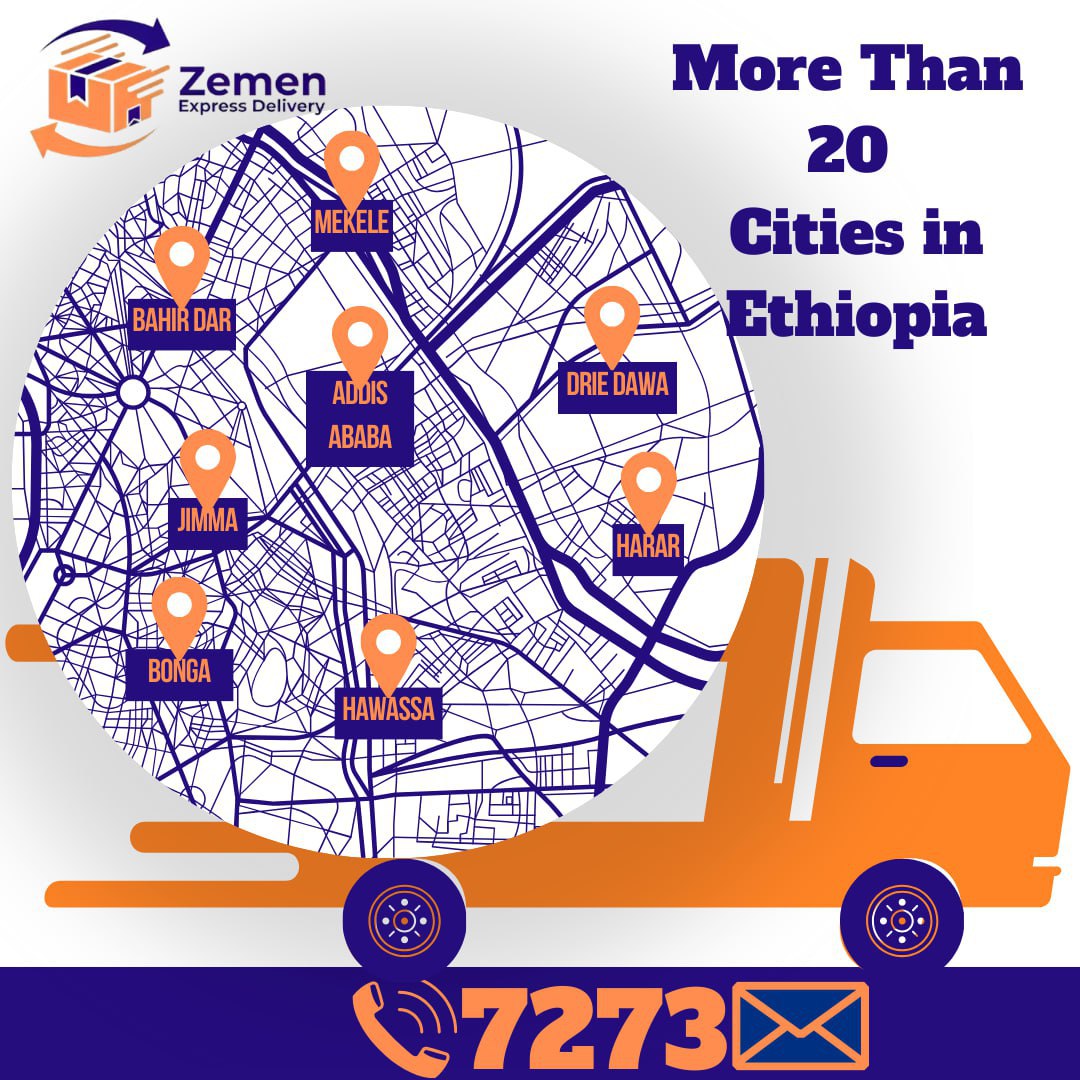 Zemen
Express Delivery
More Than
20
Cities in
Ethiopia
MEKELE
BAHIR DAR
ADDIS
ABABA
DRIE DAWA
JIMMA
HARAR
BONGA
HAWASSA
7273